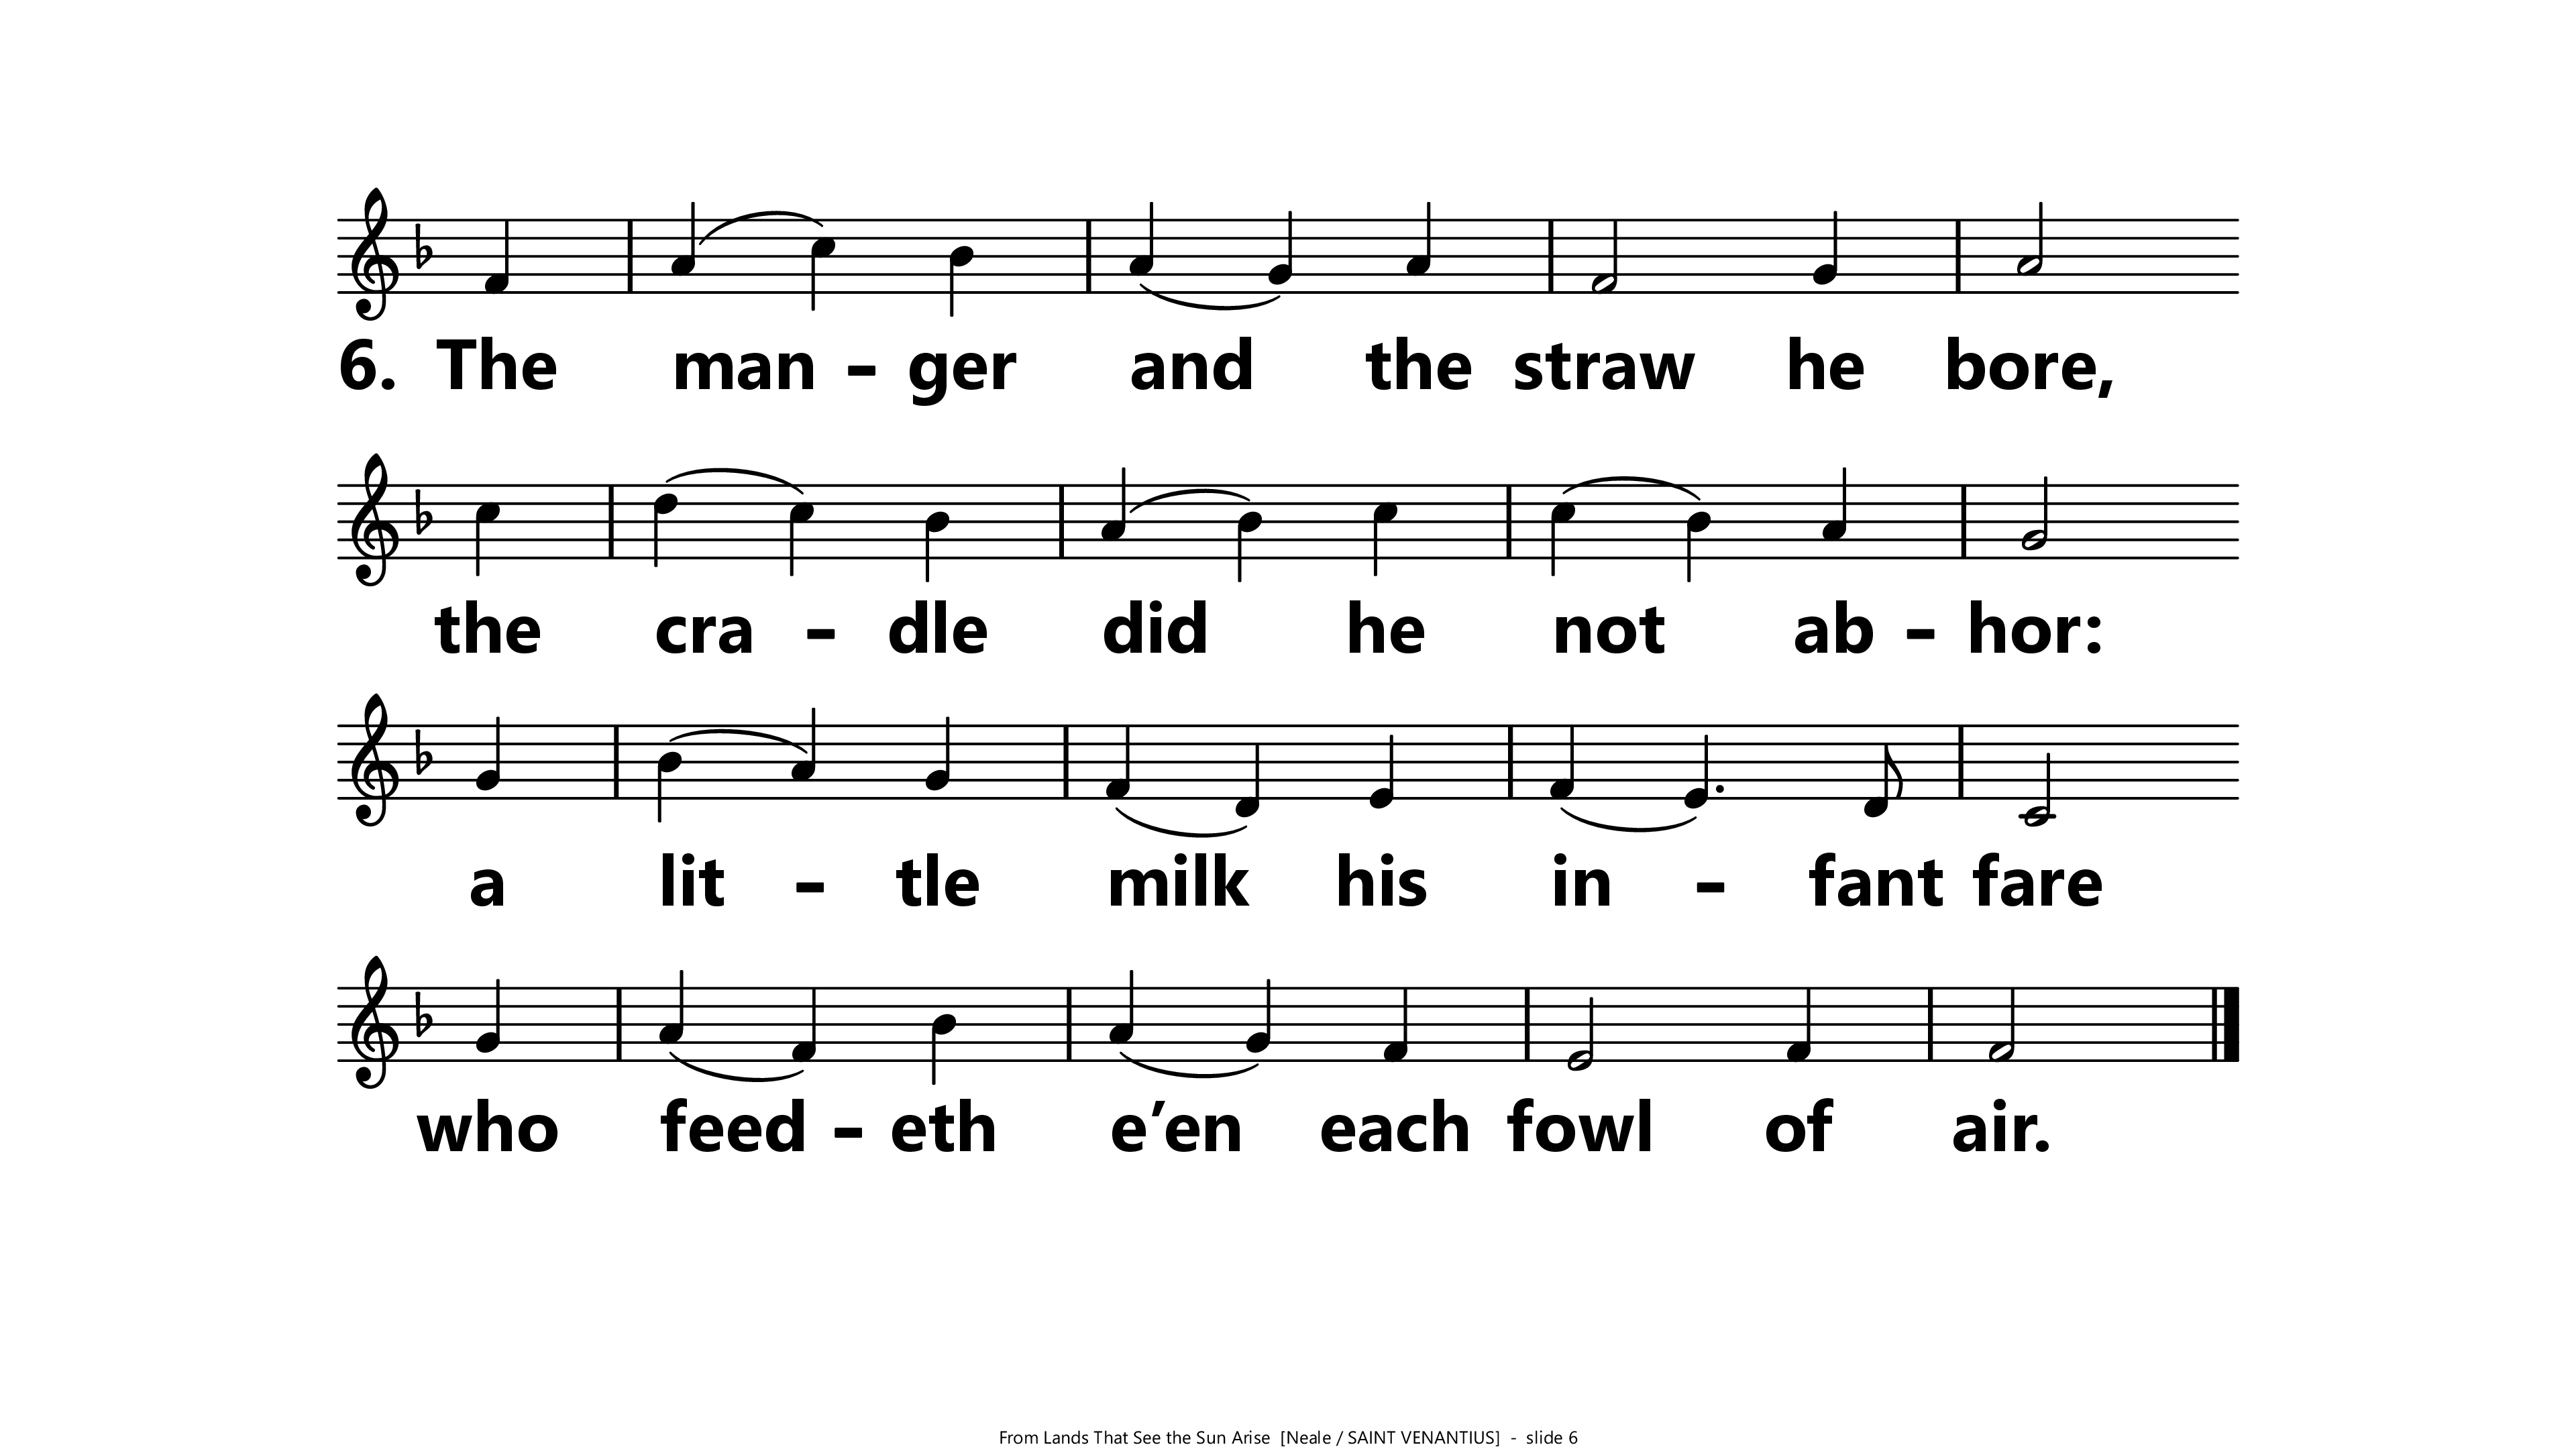 6. The man - ger and the straw he bore,
the cra - dle did he not ab - hor:
a lit - tle milk his in - fant fare
who feed - eth e’en each fowl of air.
From Lands That See the Sun Arise [Neale / SAINT VENANTIUS] - slide 6